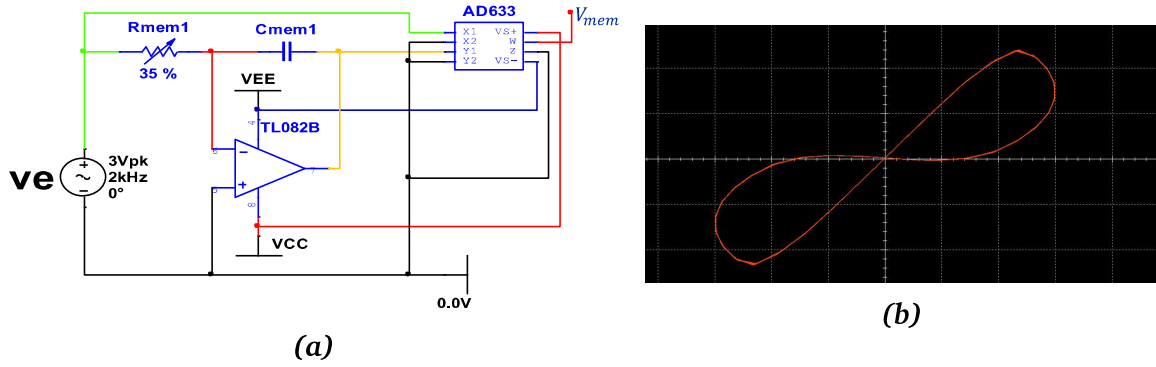 (a)
AD633
X1 VS+
X2 W
Y1 Z
Y2 VS-
Vmem
Rmem1
35 %
Cmem1
VEE
4
TL082B
6
7
5
8
VCC
ve
3Vpk
2kHz
0°
0.0V
(a)
(b)